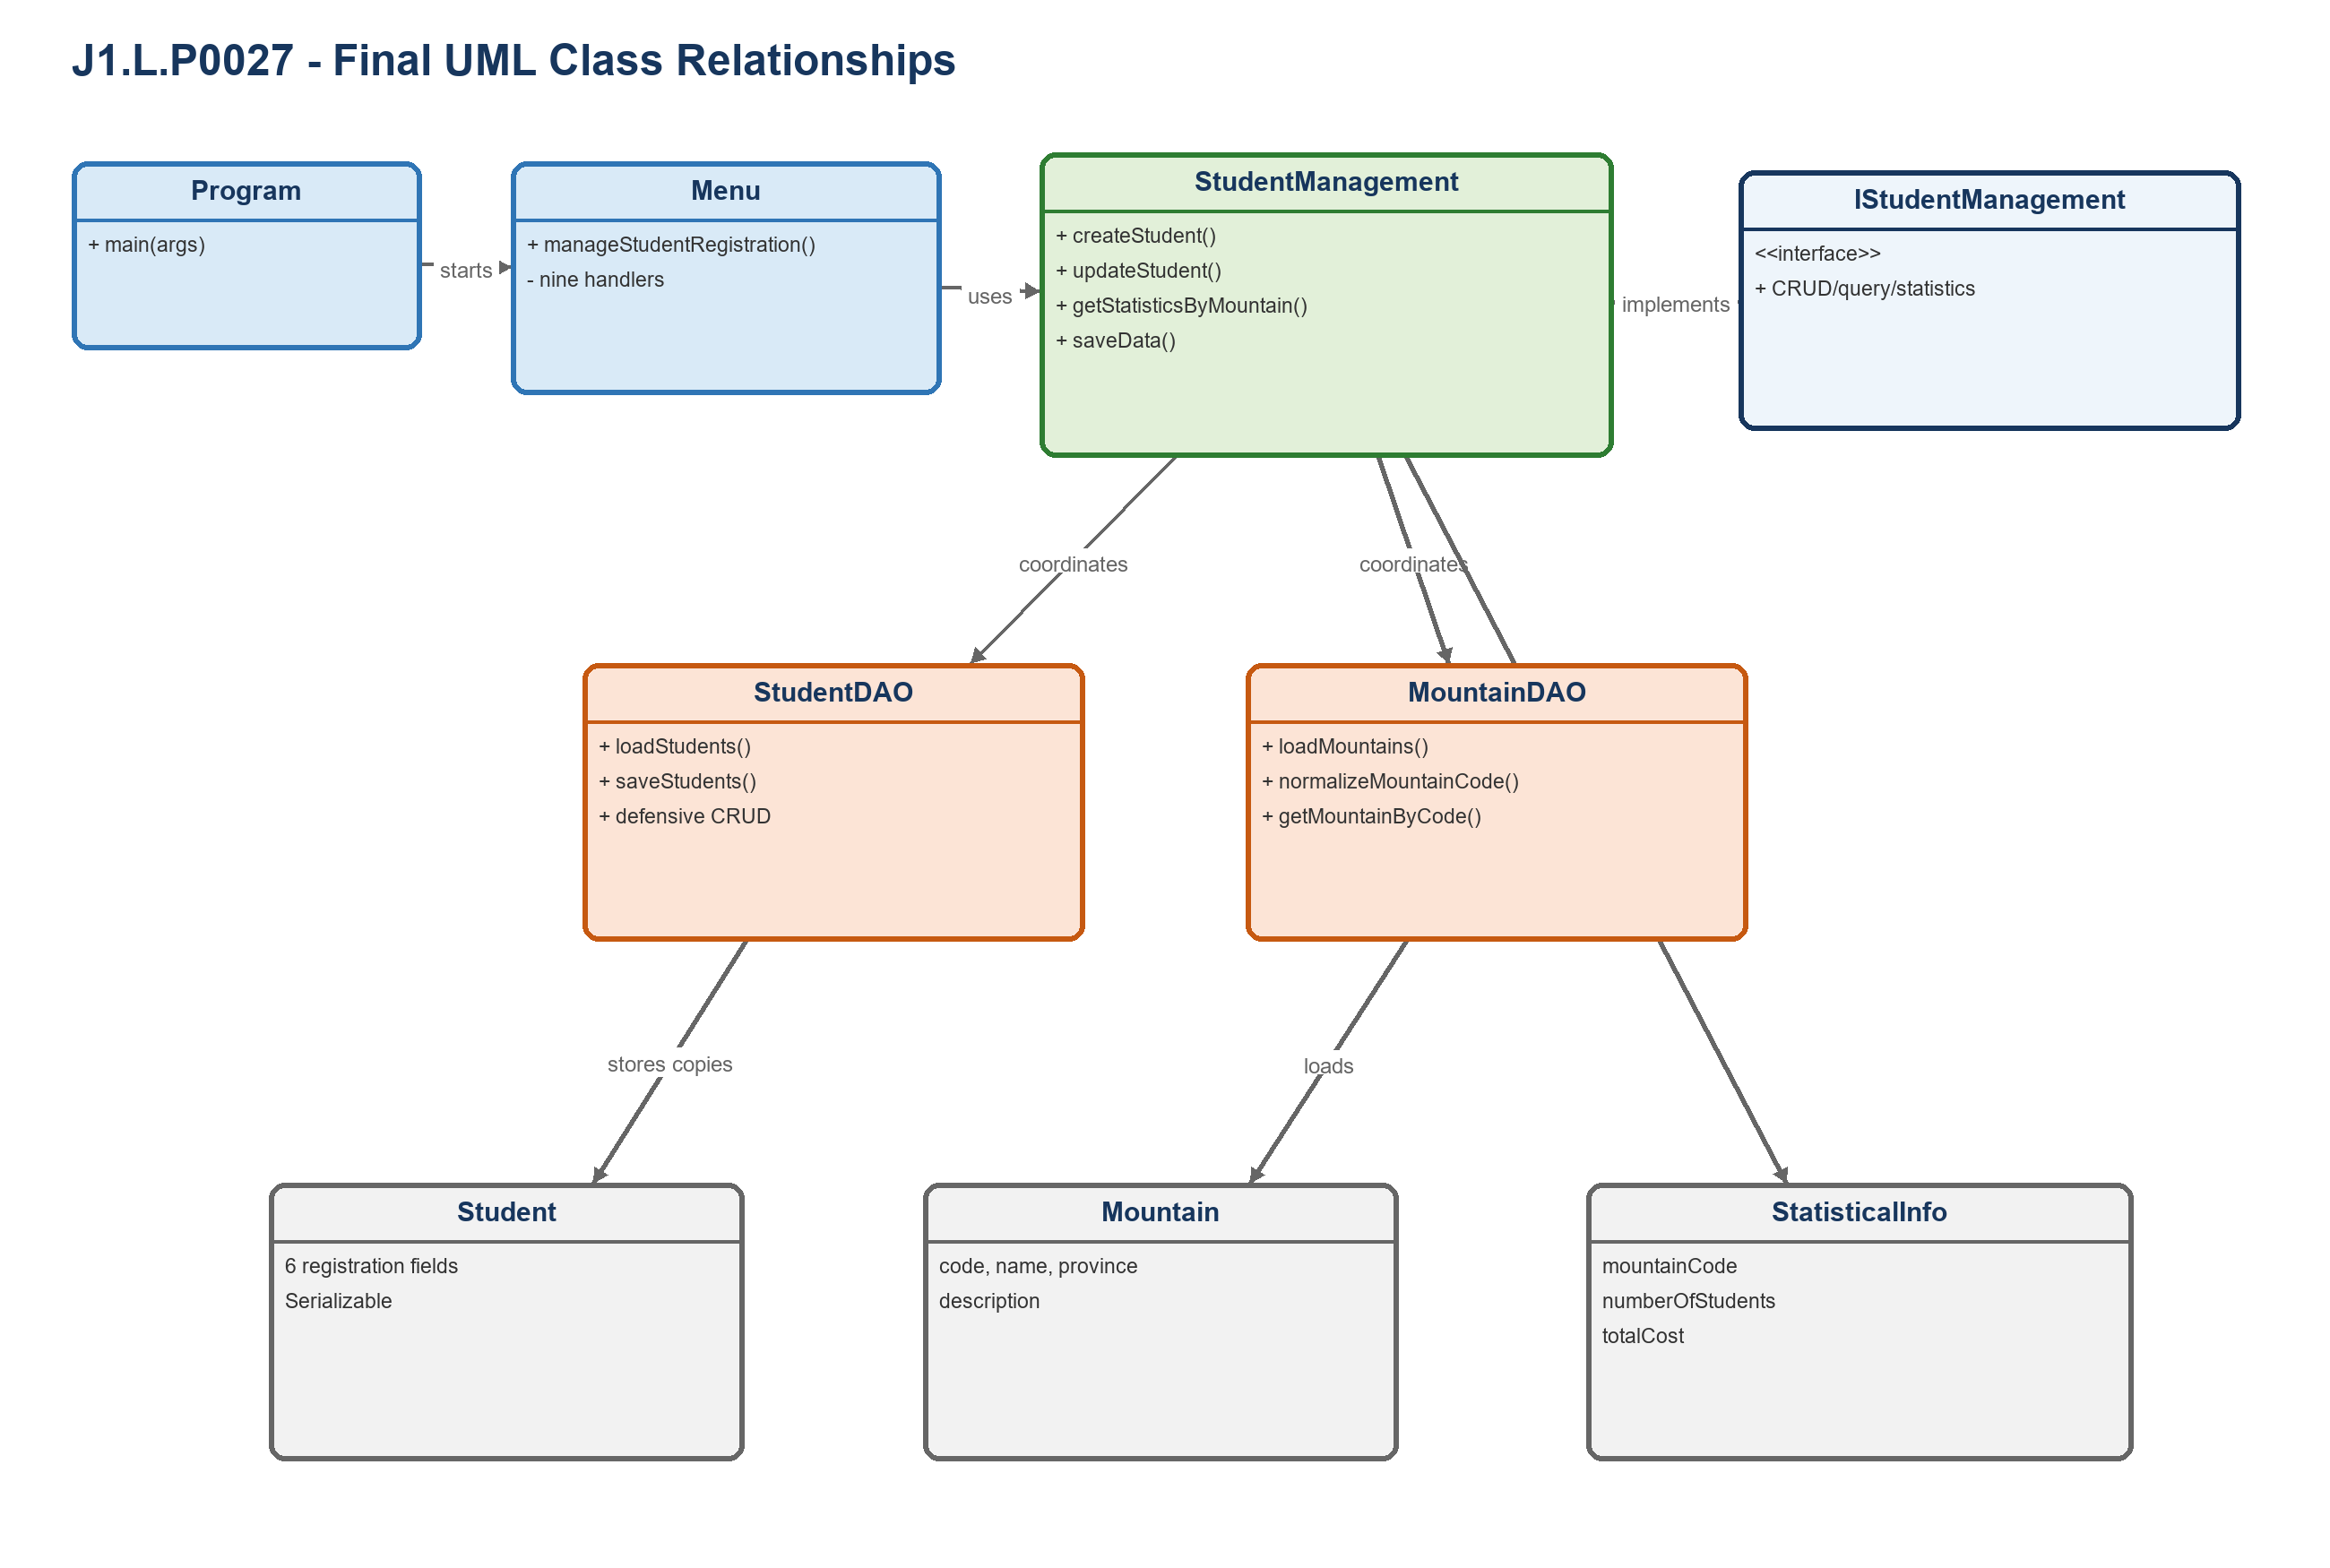 J1.L.P0027 - Final UML Class Relationships
Program
+ main(args)
starts
Menu
+ manageStudentRegistration()
- nine handlers
uses
StudentManagement
+ createStudent()
+ updateStudent()
+ getStatisticsByMountain()
+ saveData()
implements
IStudentManagement
<<interface>>
+ CRUD/query/statistics
coordinates
coordinates
StudentDAO
+ loadStudents()
+ saveStudents()
+ defensive CRUD
MountainDAO
+ loadMountains()
+ normalizeMountainCode()
+ getMountainByCode()
stores copies
loads
Student
6 registration fields
Serializable
Mountain
code, name, province
description
StatisticalInfo
mountainCode
numberOfStudents
totalCost